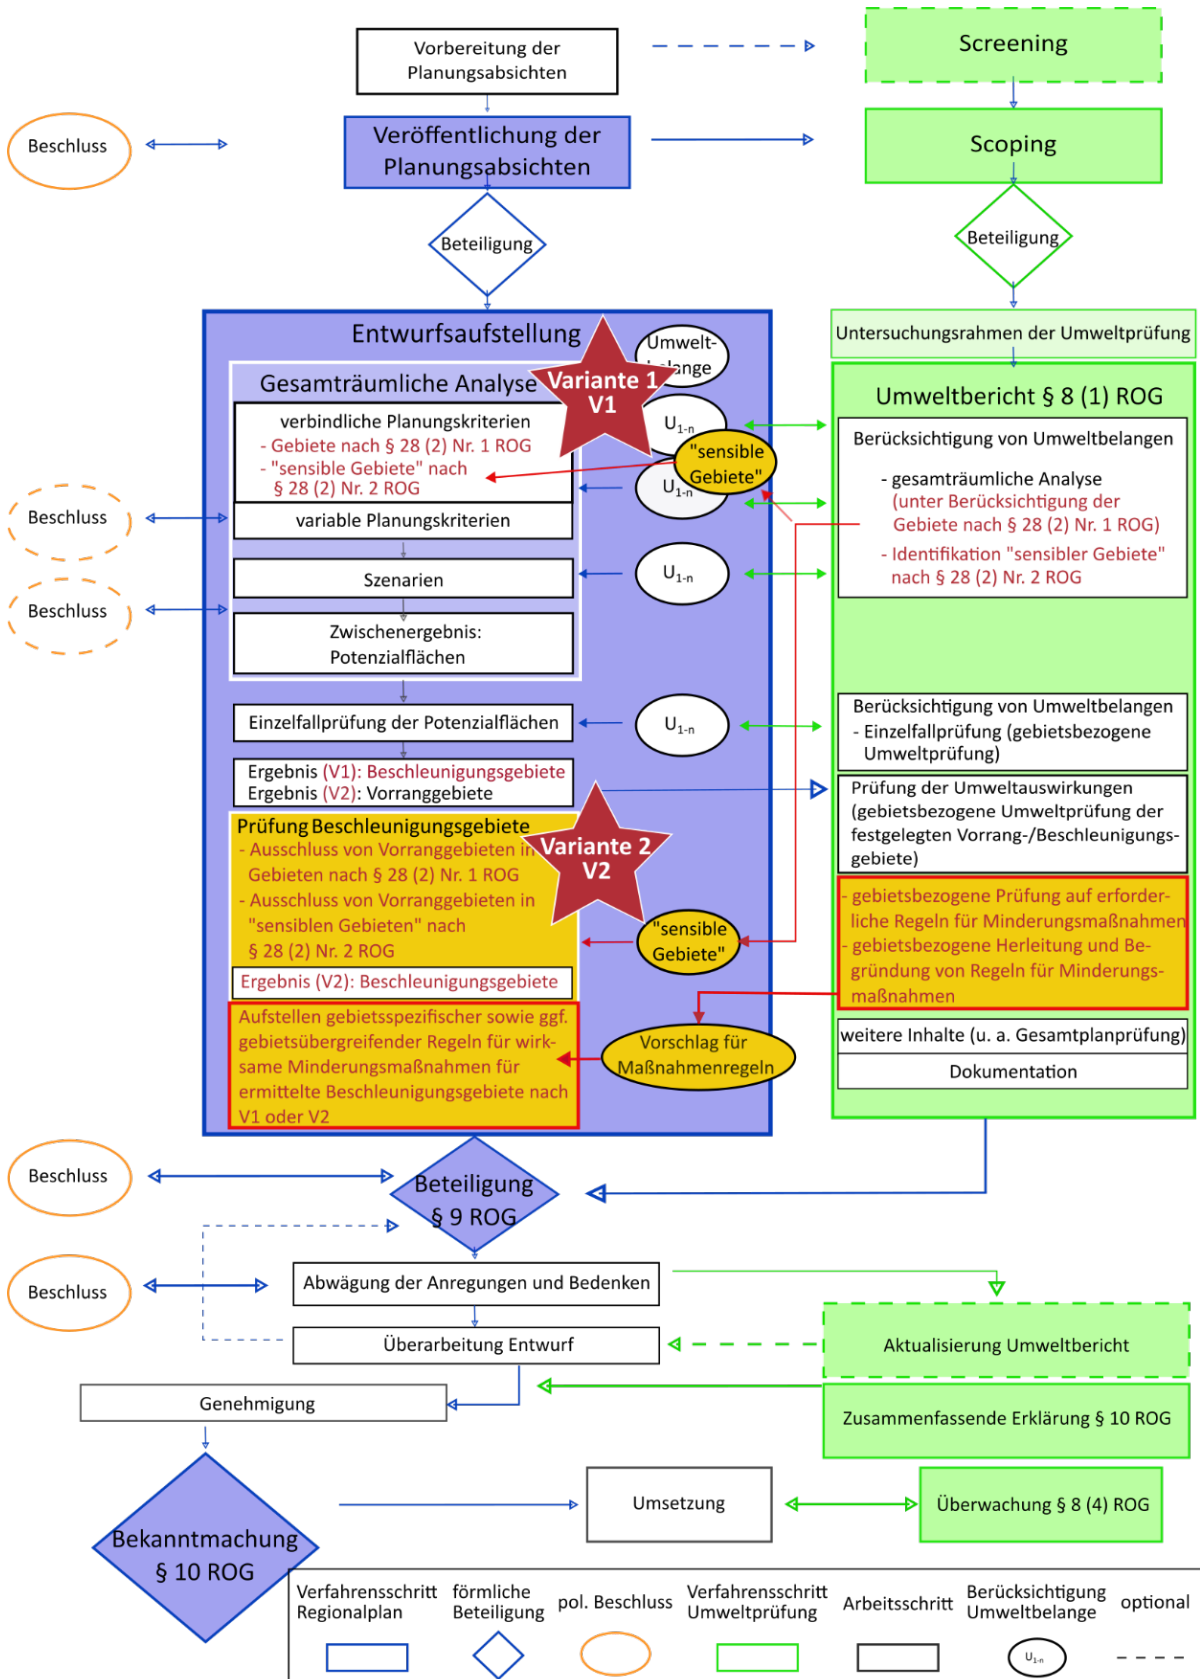 Vorbereitung der
Planungsabsichten
Screening
Beschluss
Veröffentlichung der
Planungsabsichten
Scoping
Beteiligung
Beteiligung
Entwurfsaufstellung
Umwelt-
belange
Untersuchungsrahmen der Umweltprüfung
Variante 1
V1
Gesamträumliche Analyse
Umweltbericht § 8 (1) ROG
verbindliche Planungskriterien
- Gebiete nach § 28 (2) Nr. 1 ROG
- "sensible Gebiete" nach
§ 28 (2) Nr. 2 ROG
U1-n
"sensible
Gebiete"
U1-n
Berücksichtigung von Umweltbelangen
- gesamträumliche Analyse
(unter Berücksichtigung der
Gebiete nach § 28 (2) Nr. 1 ROG)
- Identifikation "sensibler Gebiete"
nach § 28 (2) Nr. 2 ROG
Beschluss
variable Planungskriterien
Szenarien
U1-n
Beschluss
Zwischenergebnis:
Potenzialflächen
Einzelfallprüfung der Potenzialflächen
U1-n
Berücksichtigung von Umweltbelangen
- Einzelfallprüfung (gebietsbezogene
Umweltprüfung)
Ergebnis (V1): Beschleunigungsgebiete
Ergebnis (V2): Vorranggebiete
Prüfung der Umweltauswirkungen
(gebietsbezogene Umweltprüfung der
festgelegten Vorrang-/Beschleunigungs-
gebiete)
Prüfung Beschleunigungsgebiete
- Ausschluss von Vorranggebieten in
Gebieten nach § 28 (2) Nr. 1 ROG
- Ausschluss von Vorranggebieten in
"sensiblen Gebieten" nach
§ 28 (2) Nr. 2 ROG
Variante 2
V2
"sensible
Gebiete"
- gebietsbezogene Prüfung auf erforder-
liche Regeln für Minderungsmaßnahmen
- gebietsbezogene Herleitung und Be-
gründung von Regeln für Minderungs-
maßnahmen
Ergebnis (V2): Beschleunigungsgebiete
Aufstellen gebietsspezifischer sowie ggf.
gebietsübergreifender Regeln für wirk-
same Minderungsmaßnahmen für
ermittelte Beschleunigungsgebiete nach
V1 oder V2
Vorschlag für
Maßnahmenregeln
weitere Inhalte (u. a. Gesamtplanprüfung)
Dokumentation
Beschluss
Beteiligung
§ 9 ROG
Beschluss
Abwägung der Anregungen und Bedenken
Überarbeitung Entwurf
Aktualisierung Umweltbericht
Genehmigung
Zusammenfassende Erklärung § 10 ROG
Bekanntmachung
§ 10 ROG
Umsetzung
Überwachung § 8 (4) ROG
Verfahrensschritt
Regionalplan
förmliche
Beteiligung
pol. Beschluss
Verfahrensschritt
Umweltprüfung
Arbeitsschritt
Berücksichtigung
Umweltbelange
optional
U1-n